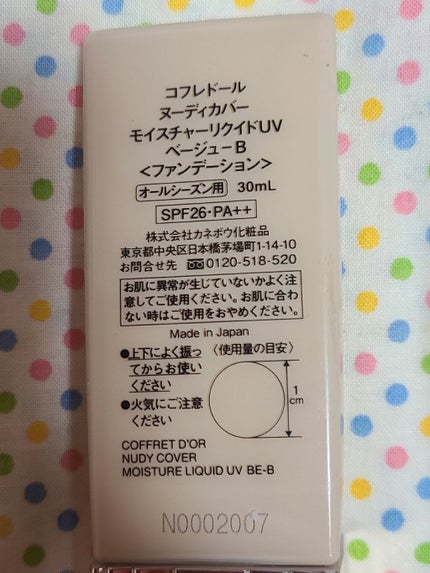 コフレドール
ヌーディカバー
モイスチャーリクイドUV
ベージュ-B
<ファンデーション>
オールシーズン用 30mL
SPF26・PA++
株式会社カネボウ化粧品
東京都中央区日本橋茅場町1-14-10
お問合せ先 0120-518-520
お肌に異常が生じていないかよく注
意してご使用ください。お肌に合わ
ない時はご使用をおやめください。
Made in Japan
●上下によく振っ
てからお使い
ください
●火気にご注意
ください
〈使用量の目安〉
1
cm
COFFRET D'OR
NUDY COVER
MOISTURE LIQUID UV BE-B
N0002007